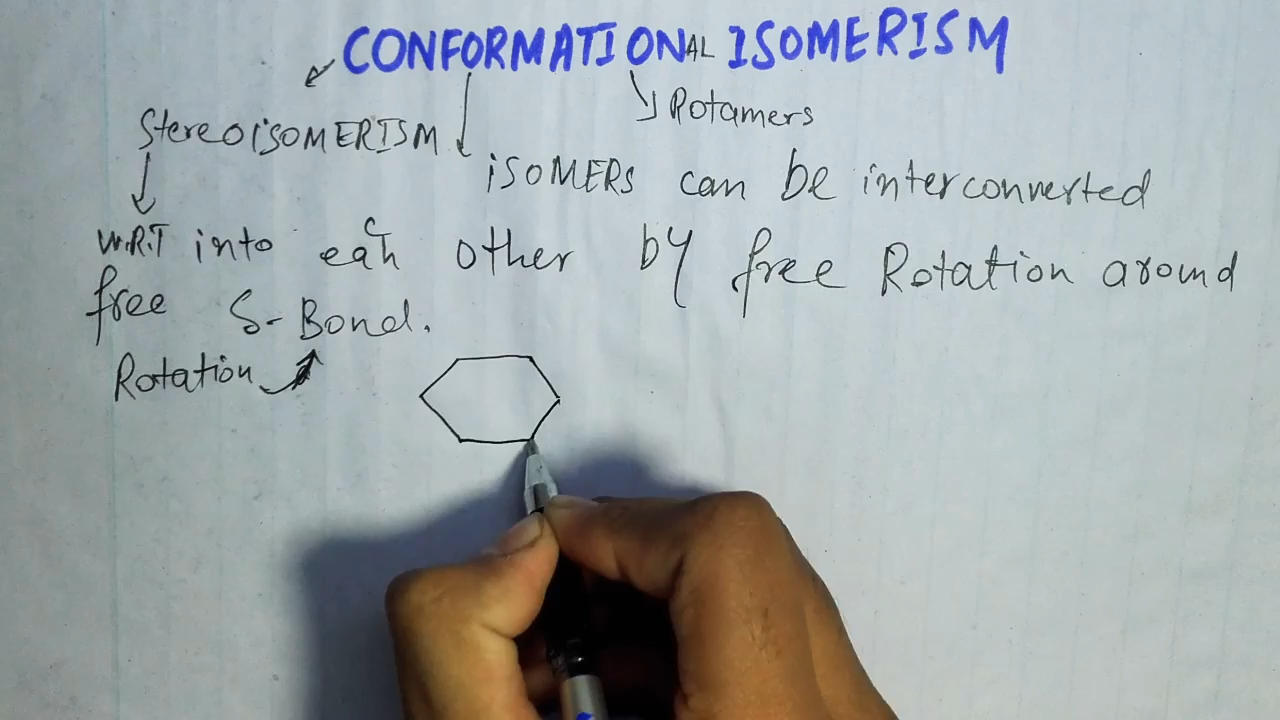 CONFORMATIONAL ISOMERISM
Rotamers
StereoisOMERISM
isOMERS can be interconverted
W.R.T into each other by free Rotation around
free S-Bond.
Rotation